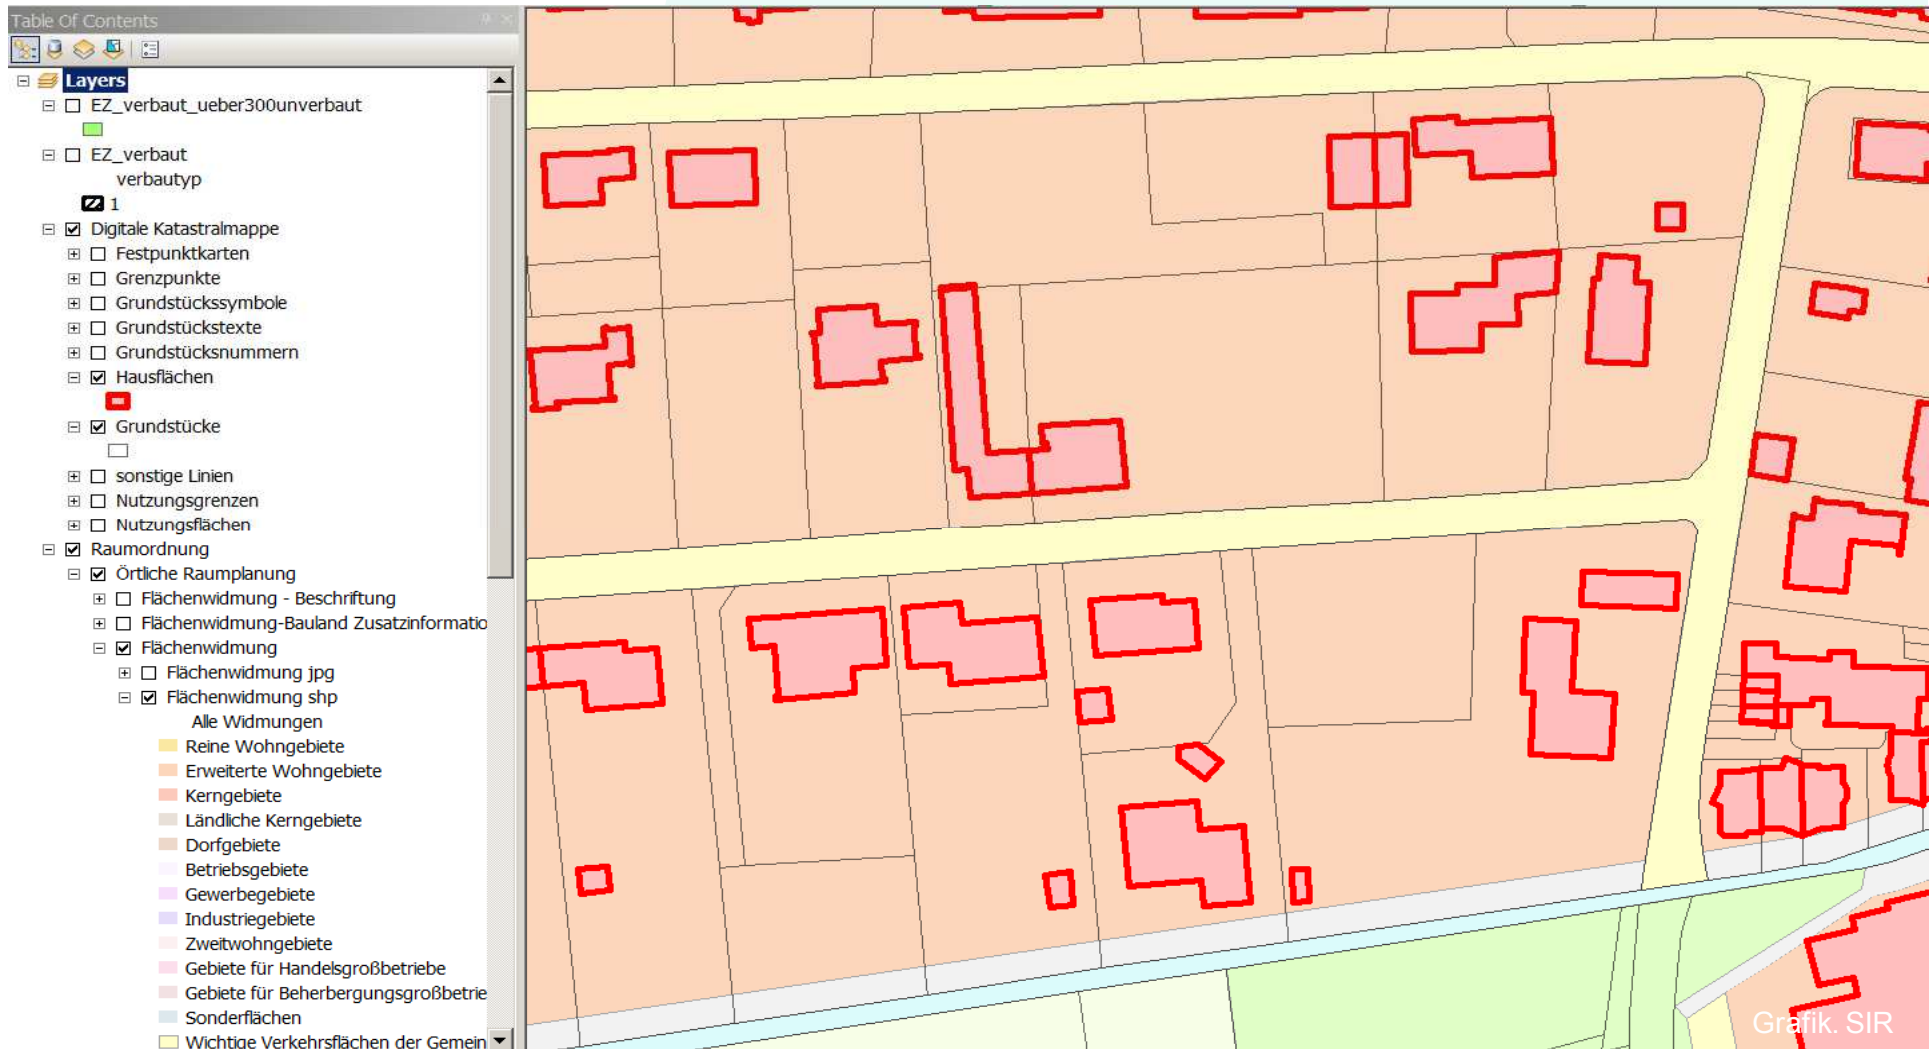 Table Of Contents
Layers
EZ_verbaut_ueber300unverbaut
EZ_verbaut
verbautyp
1
Digitale Katastralmappe
Festpunktkarten
Grenzpunkte
Grundstückssymbole
Grundstückstexte
Grundstücksnummern
Hausflächen
Grundstücke
sonstige Linien
Nutzungsgrenzen
Nutzungsflächen
Raumordnung
Örtliche Raumplanung
Flächenwidmung - Beschriftung
Flächenwidmung-Bauland Zusatzinformatio
Flächenwidmung
Flächenwidmung jpg
Flächenwidmung shp
Alle Widmungen
Reine Wohngebiete
Erweiterte Wohngebiete
Kerngebiete
Ländliche Kerngebiete
Dorfgebiete
Betriebsgebiete
Gewerbegebiete
Industriegebiete
Zweitwohngebiete
Gebiete für Handelsgroßbetriebe
Gebiete für Beherbergungsgroßbetrie
Sonderflächen
Wichtige Verkehrsflächen der Gemein
Grafik. SIR